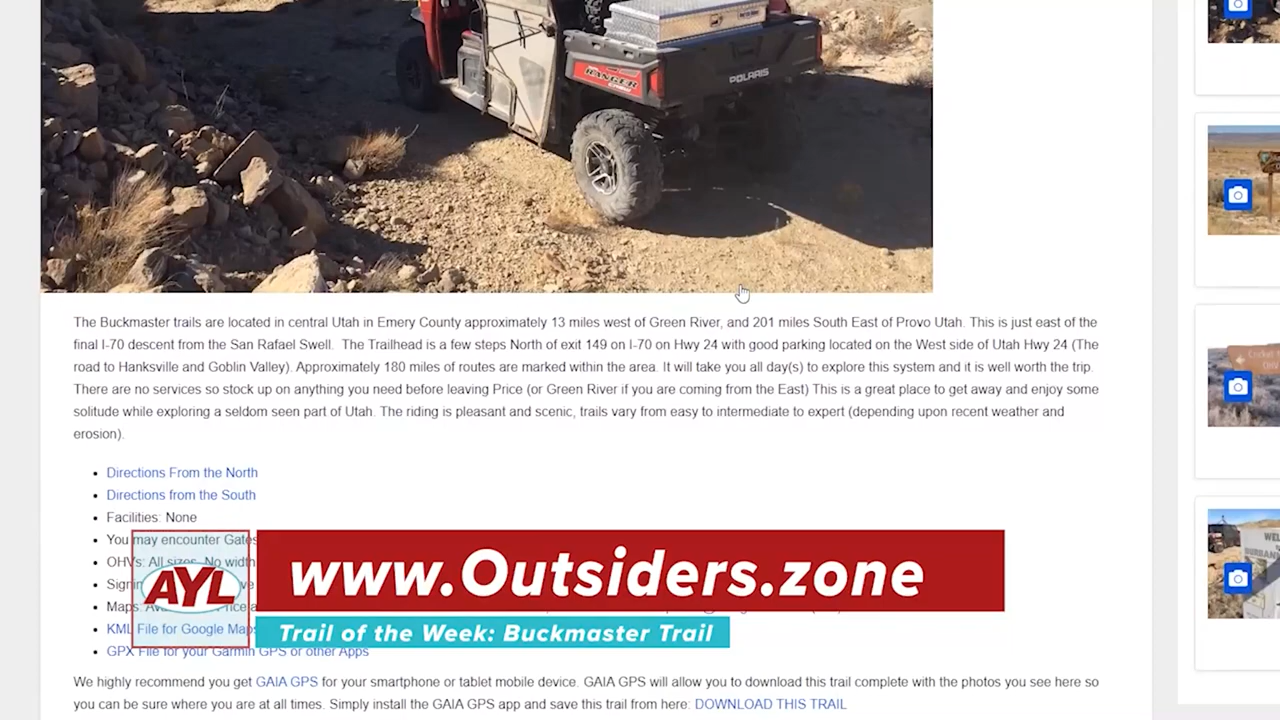 RANGER
POLARIS
The Buckmaster trails are located in central Utah in Emery County approximately 13 miles west of Green River, and 201 miles South East of Provo Utah. This is just east of the
final I-70 descent from the San Rafael Swell. The Trailhead is a few steps North of exit 149 on I-70 on Hwy 24 with good parking located on the West side of Utah Hwy 24 (The
road to Hanksville and Goblin Valley). Approximately 180 miles of routes are marked within the area. It will take you all day(s) to explore this system and it is well worth the trip.
There are no services so stock up on anything you need before leaving Price (or Green River if you are coming from the East) This is a great place to get away and enjoy some
solitude while exploring a seldom seen part of Utah. The riding is pleasant and scenic, trails vary from easy to intermediate to expert (depending upon recent weather and
erosion).
Directions From the North
Directions from the South
Facilities: None
You may encounter Gates
OHVs: All sizes, No width
Maps:
KML File for Google Maps
GPX File for your Garmin GPS or other Apps
AYL
www.Outsiders.zone
Trail of the Week: Buckmaster Trail
We highly recommend you get GAIA GPS for your smartphone or tablet mobile device. GAIA GPS will allow you to download this trail complete with the photos you see here so
you can be sure where you are at all times. Simply install the GAIA GPS app and save this trail from here: DOWNLOAD THIS TRAIL